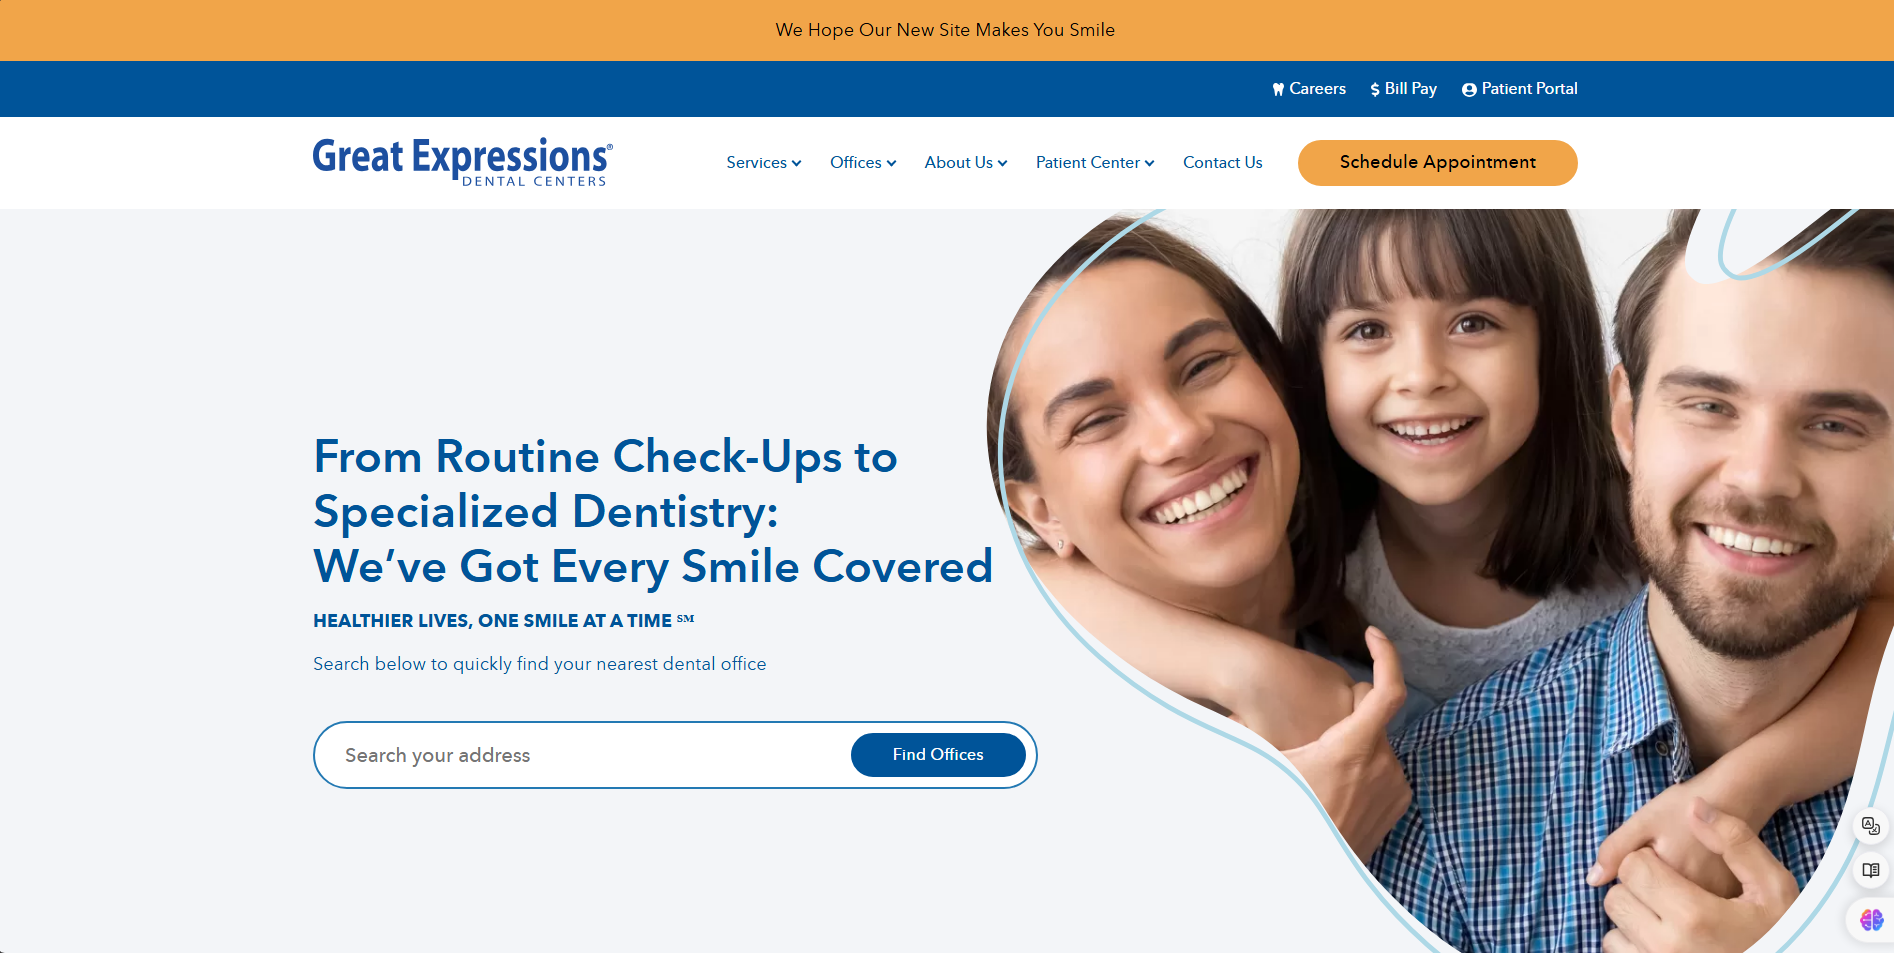 We Hope Our New Site Makes You Smile
Careers Bill Pay Patient Portal
Great Expressions®
DENTAL CENTERS
Services Offices About Us Patient Center Contact Us Schedule Appointment
From Routine Check-Ups to
Specialized Dentistry:
We’ve Got Every Smile Covered
HEALTHIER LIVES, ONE SMILE AT A TIME ℠
Search below to quickly find your nearest dental office
Search your address Find Offices